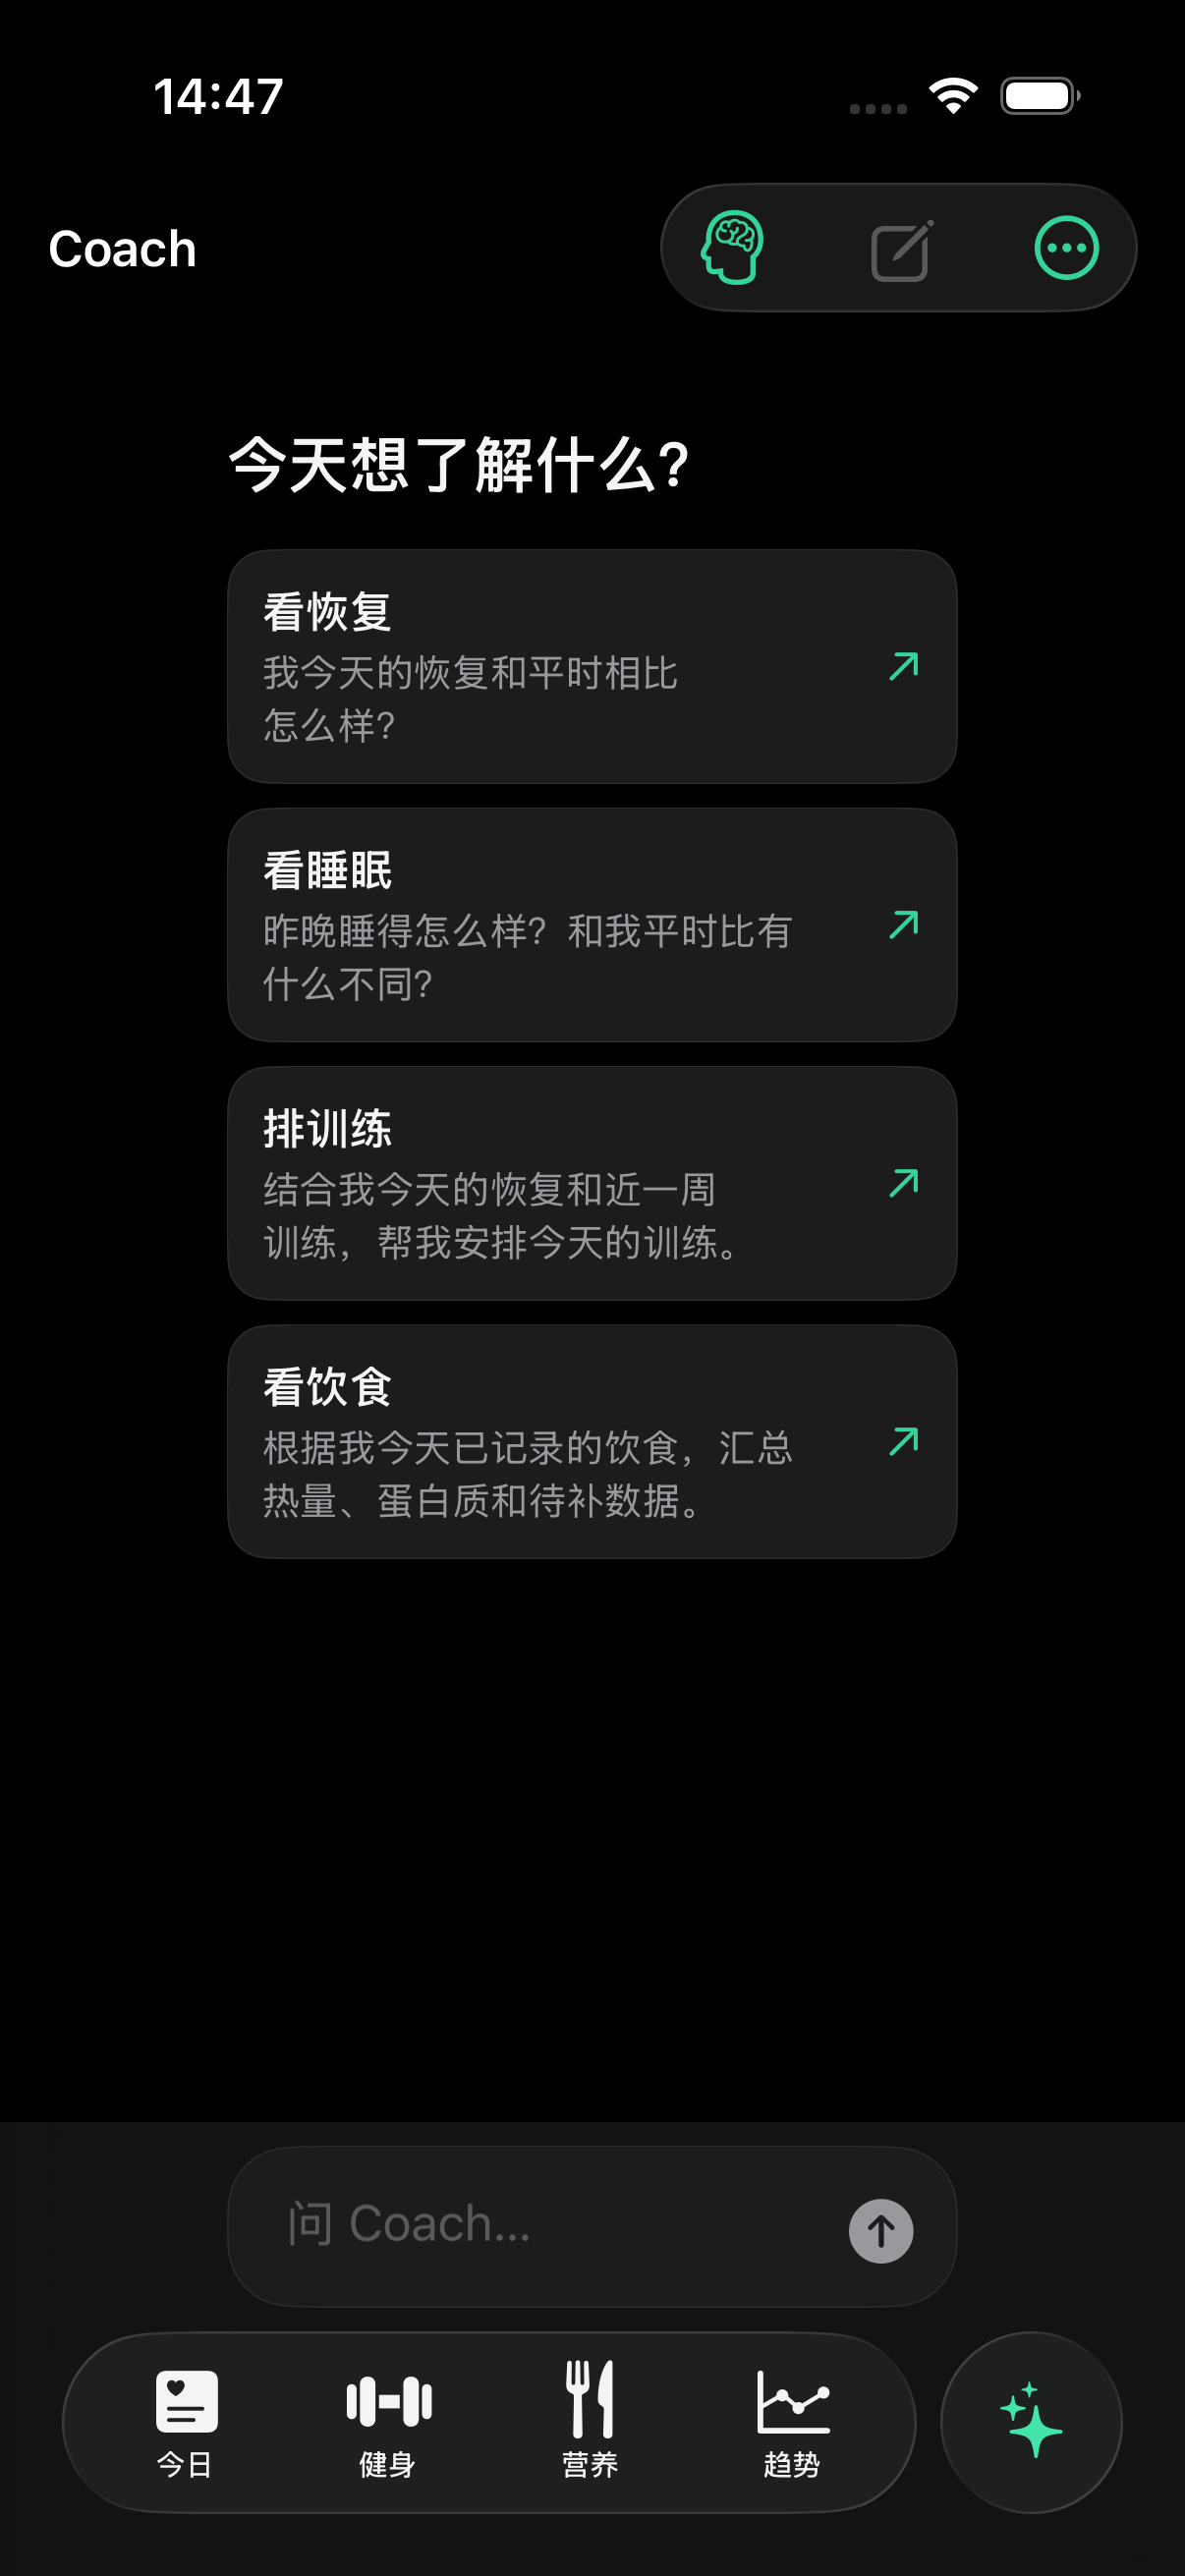 14:47
Coach
今天想了解什么?
看恢复
我今天的恢复和平时相比
怎么样?
看睡眠
昨晚睡得怎么样? 和我平时比有
什么不同?
排训练
结合我今天的恢复和近一周
训练，帮我安排今天的训练。
看饮食
根据我今天已记录的饮食，汇总
热量、蛋白质和待补数据。
问 Coach...
今日
健身
营养
趋势